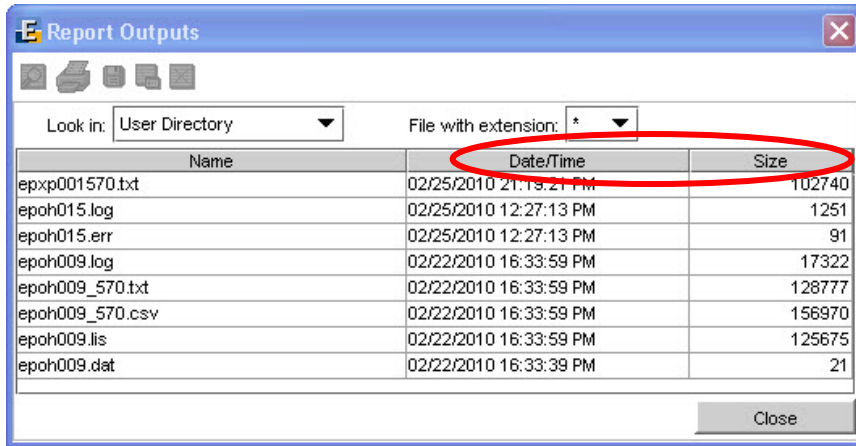 Report Outputs
Look in: User Directory File with extension: *
Name Date/Time Size
epxp001570.txt 02/25/2010 21:19:21 PM 102740
epoh015.log 02/25/2010 12:27:13 PM 1251
epoh015.err 02/25/2010 12:27:13 PM 91
epoh009.log 02/22/2010 16:33:59 PM 17322
epoh009_570.txt 02/22/2010 16:33:59 PM 128777
epoh009_570.csv 02/22/2010 16:33:59 PM 156970
epoh009.lis 02/22/2010 16:33:59 PM 125675
epoh009.dat 02/22/2010 16:33:39 PM 21
Close